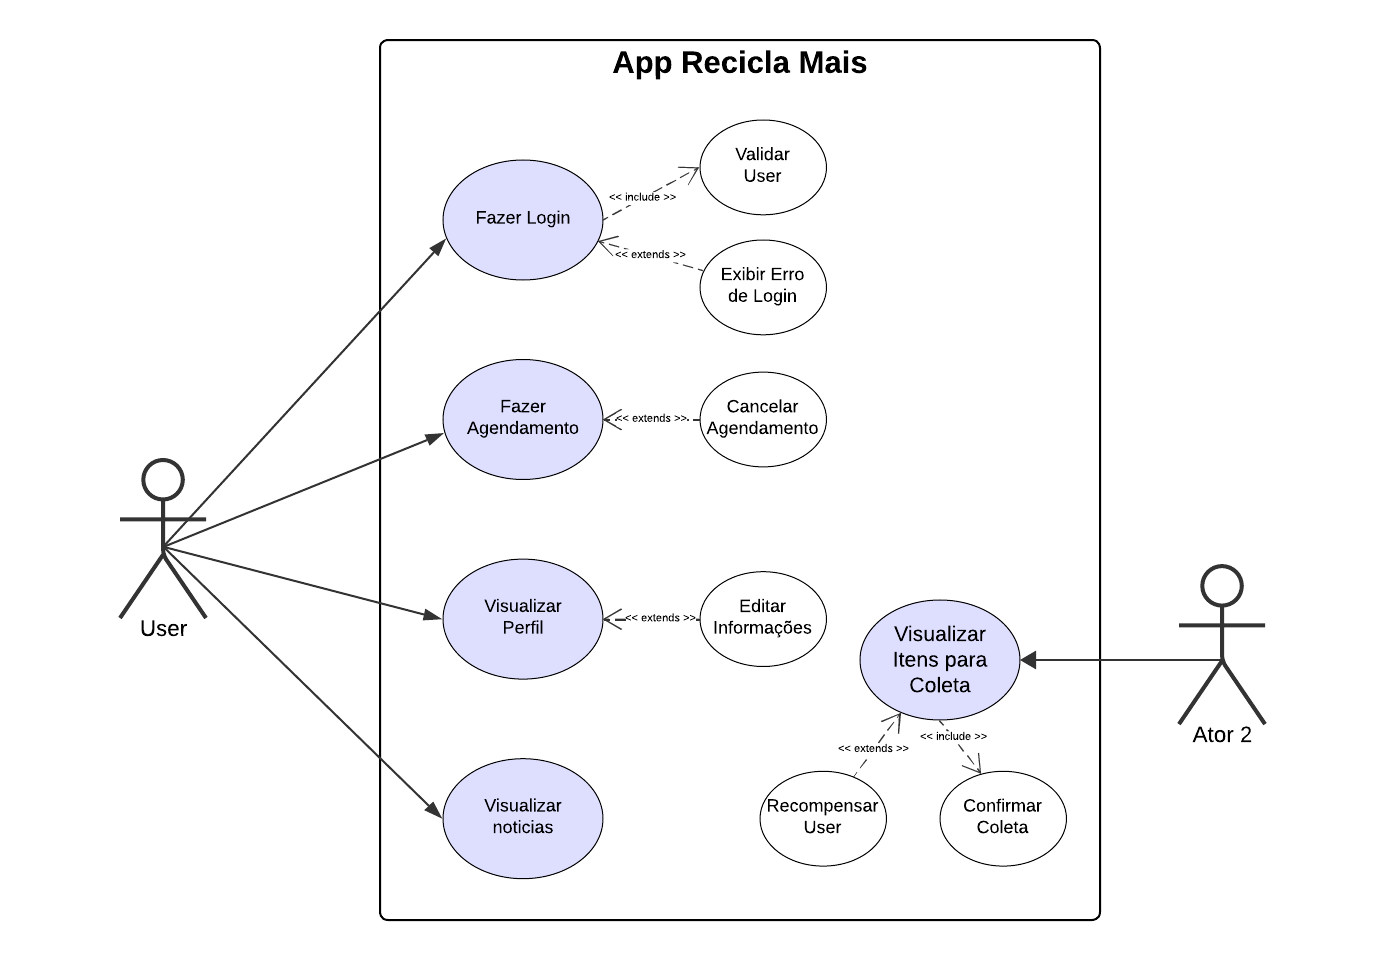 App Recicla Mais
Validar
User
Fazer Login
<< include >>
<< extends >>
Exibir Erro
de Login
Fazer
Agendamento
<< extends >>
Cancelar
Agendamento
User
Visualizar
Perfil
<< extends >>
Editar
Informações
Visualizar
Itens para
Coleta
Ator 2
<< extends >>
<< include >>
Visualizar
noticias
Recompensar
User
Confirmar
Coleta